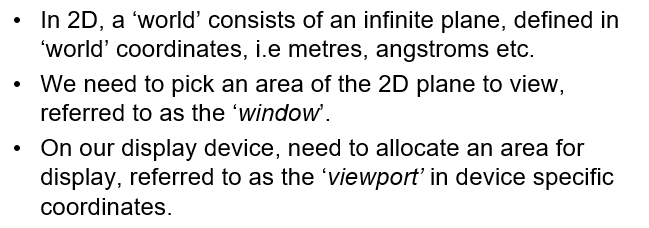 • In 2D, a ‘world’ consists of an infinite plane, defined in
‘world’ coordinates, i.e metres, angstroms etc.
• We need to pick an area of the 2D plane to view,
referred to as the ‘window’.
• On our display device, need to allocate an area for
display, referred to as the ‘viewport’ in device specific
coordinates.